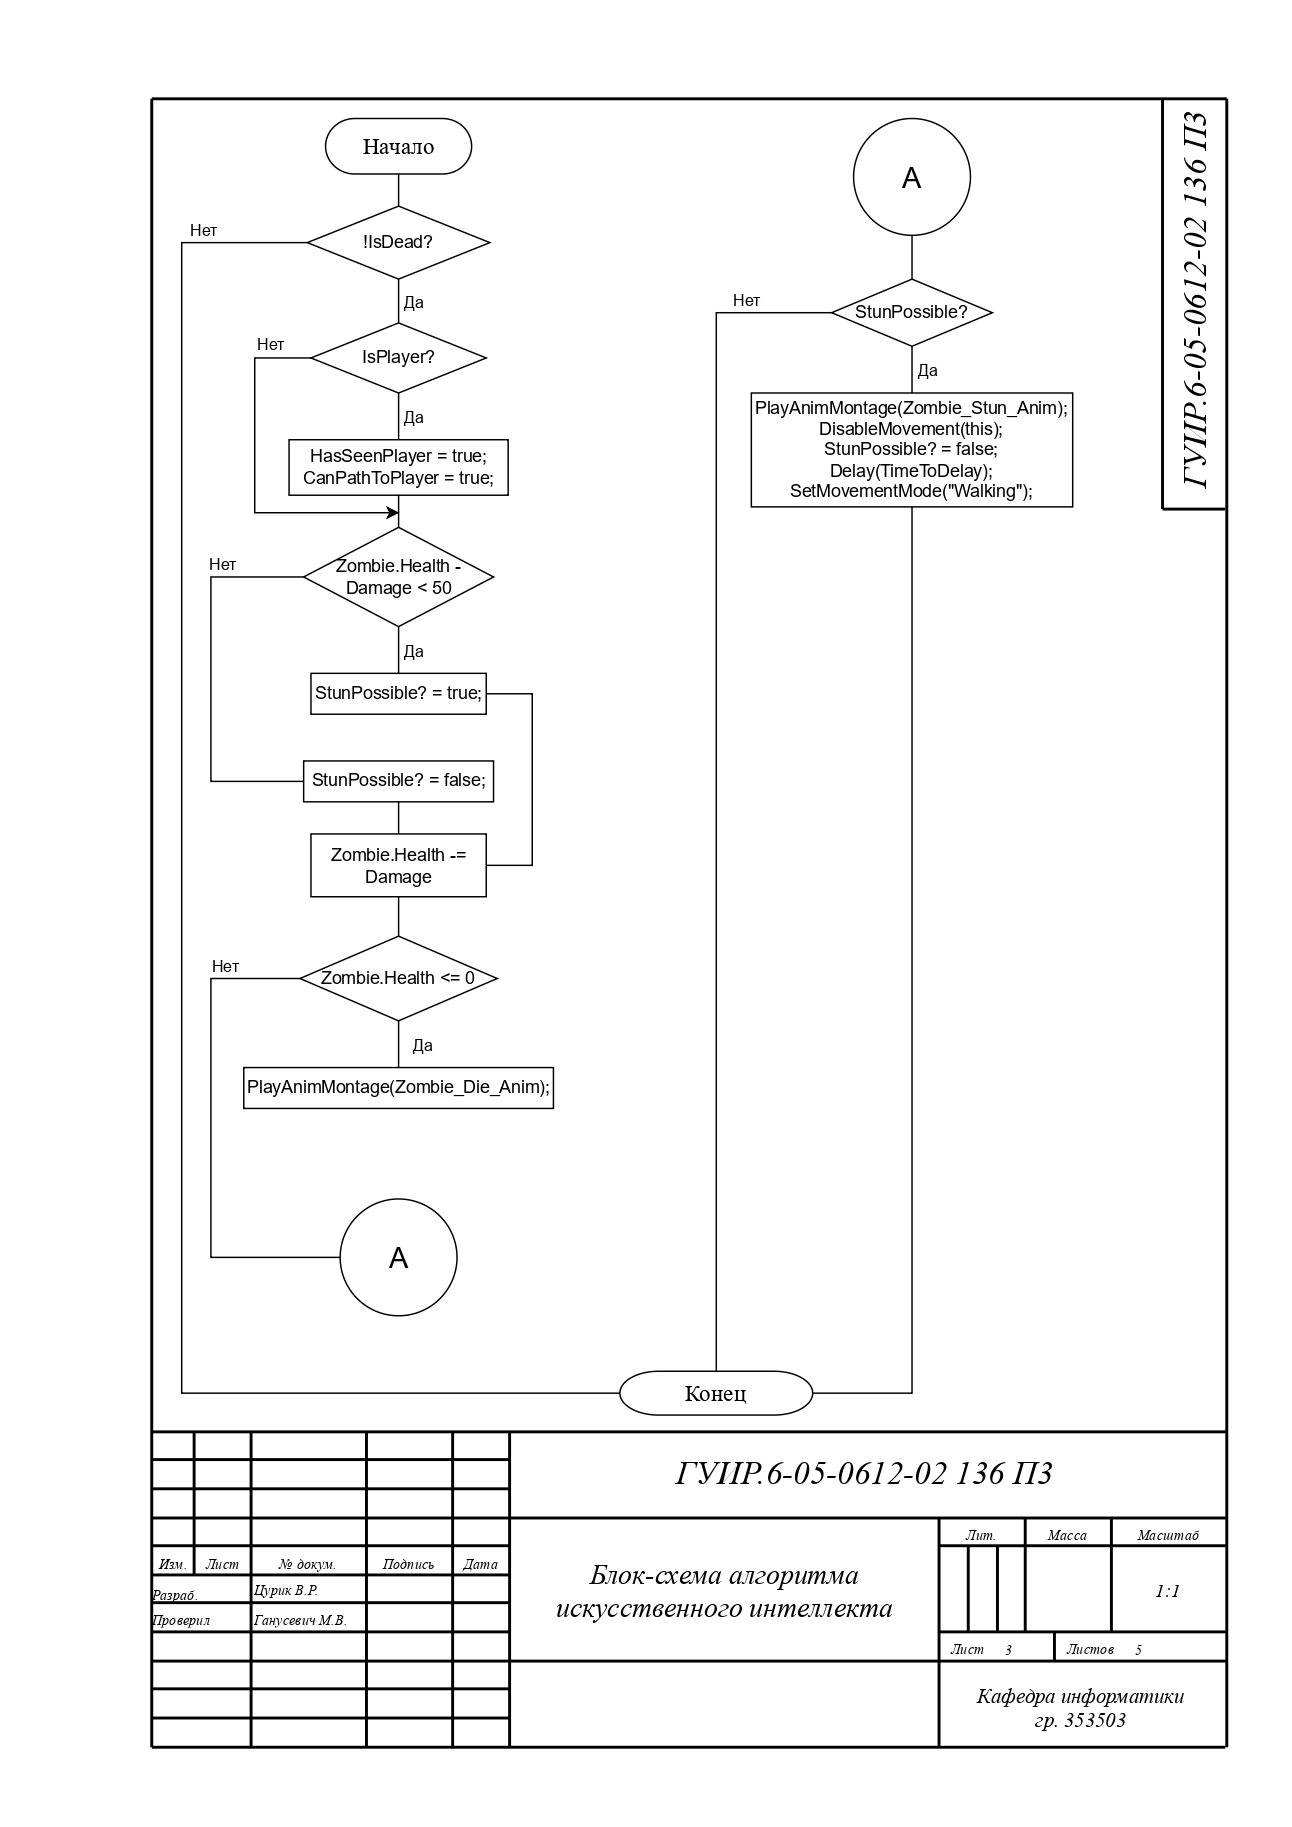 Начало
!IsDead?
Нет
Да
IsPlayer?
Нет
Да
HasSeenPlayer = true;
CanPathToPlayer = true;
Zombie.Health -
Damage < 50
Нет
Да
StunPossible? = true;
StunPossible? = false;
Zombie.Health -=
Damage
Zombie.Health <= 0
Нет
Да
PlayAnimMontage(Zombie_Die_Anim);
A
A
StunPossible?
Нет
Да
PlayAnimMontage(Zombie_Stun_Anim);
DisableMovement(this);
StunPossible? = false;
Delay(TimeToDelay);
SetMovementMode("Walking");
Конец
ГУИР.6-05-0612-02 136 ПЗ
ГУИР.6-05-0612-02 136 ПЗ
Изм. Лист № докум. Подпись Дата
Разраб. Цурик В.Р.
Проверил Ганусевич М.В.
Блок-схема алгоритма
искусственного интеллекта
Лит. Масса Масштаб
1:1
Лист 3 Листов 5
Кафедра информатики
гр. 353503